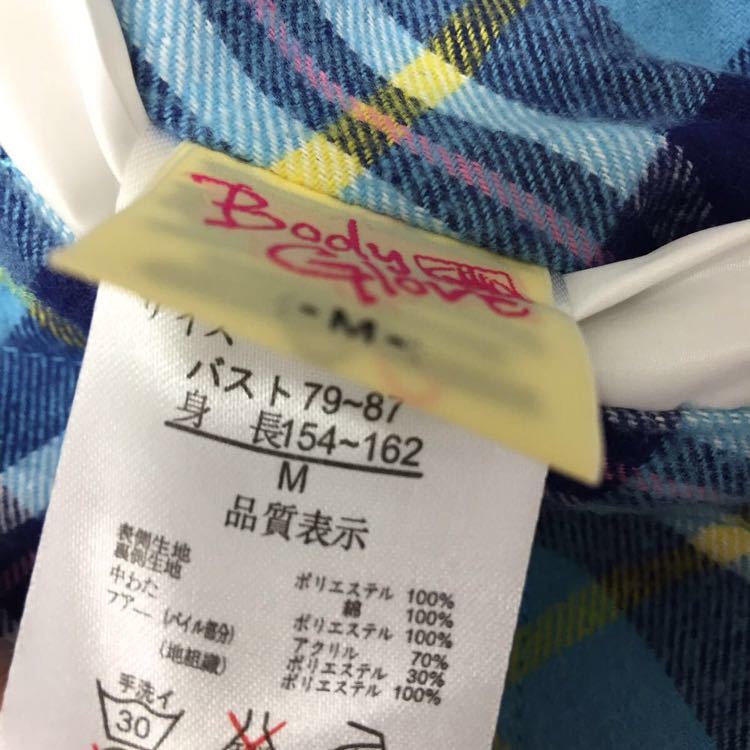 Body
Glove
-M-
サイズ
バスト79~87
身 長154~162
M
品質表示
表側生地 ポリエステル 100%
裏側生地 綿 100%
中わた ポリエステル 100%
ファー (パイル部分) アクリル 70%
ポリエステル 30%
(地組織) ポリエステル 100%
手洗イ
30